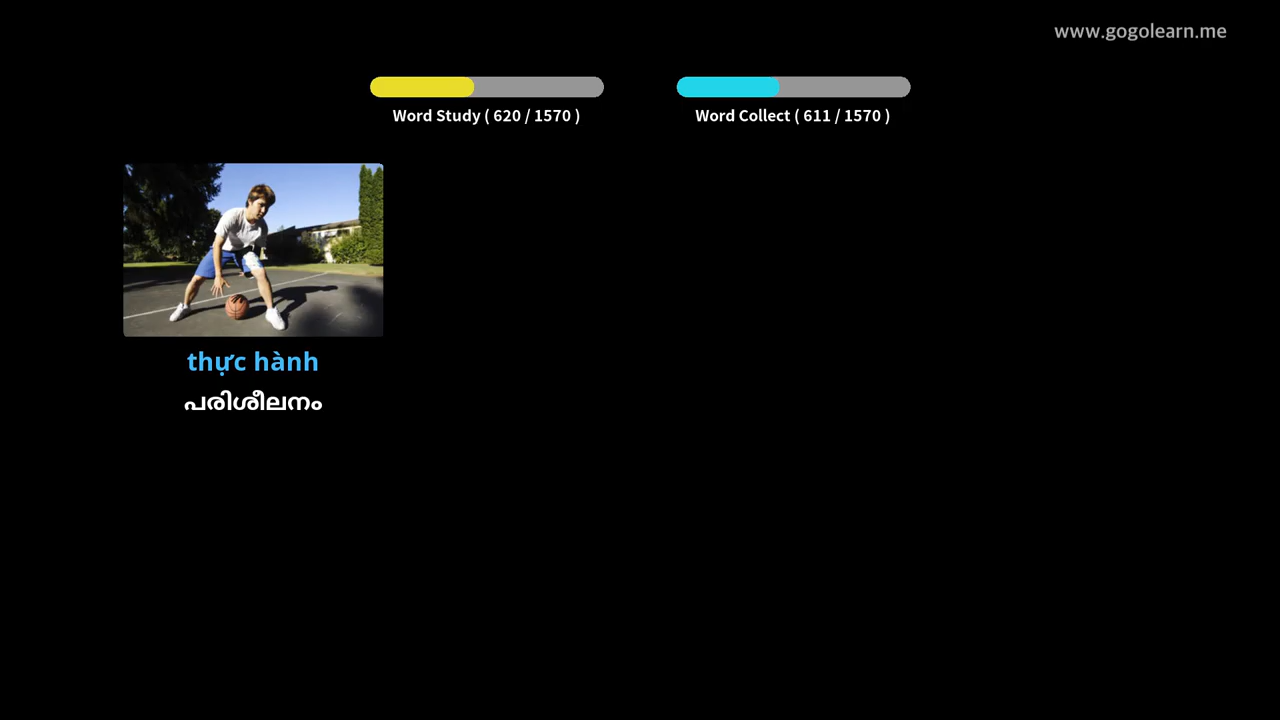 www.gogolearn.me
Word Study ( 620 / 1570 )
Word Collect ( 611 / 1570 )
thực hành
പരിശീലനം